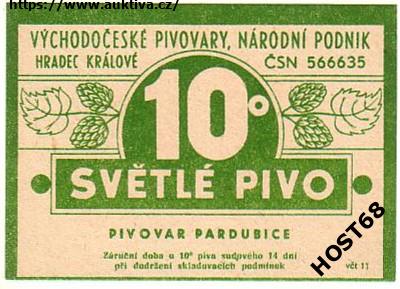 https://www.auktiva.cz/
VÝCHODOČESKÉ PIVOVARY, NÁRODNÍ PODNIK
HRADEC KRÁLOVÉ ČSN 566635
10°
SVĚTLÉ PIVO
PIVOVAR PARDUBICE
Záruční doba u 10° piva sudového 14 dní
při dodržení skladovacích podmínek
včt 11
HOST68